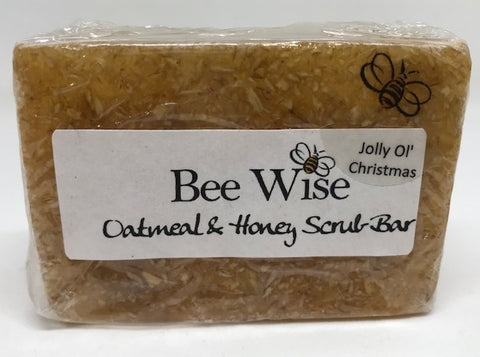 Jolly Ol'
Christmas
Bee Wise
Oatmeal & Honey Scrub Bar